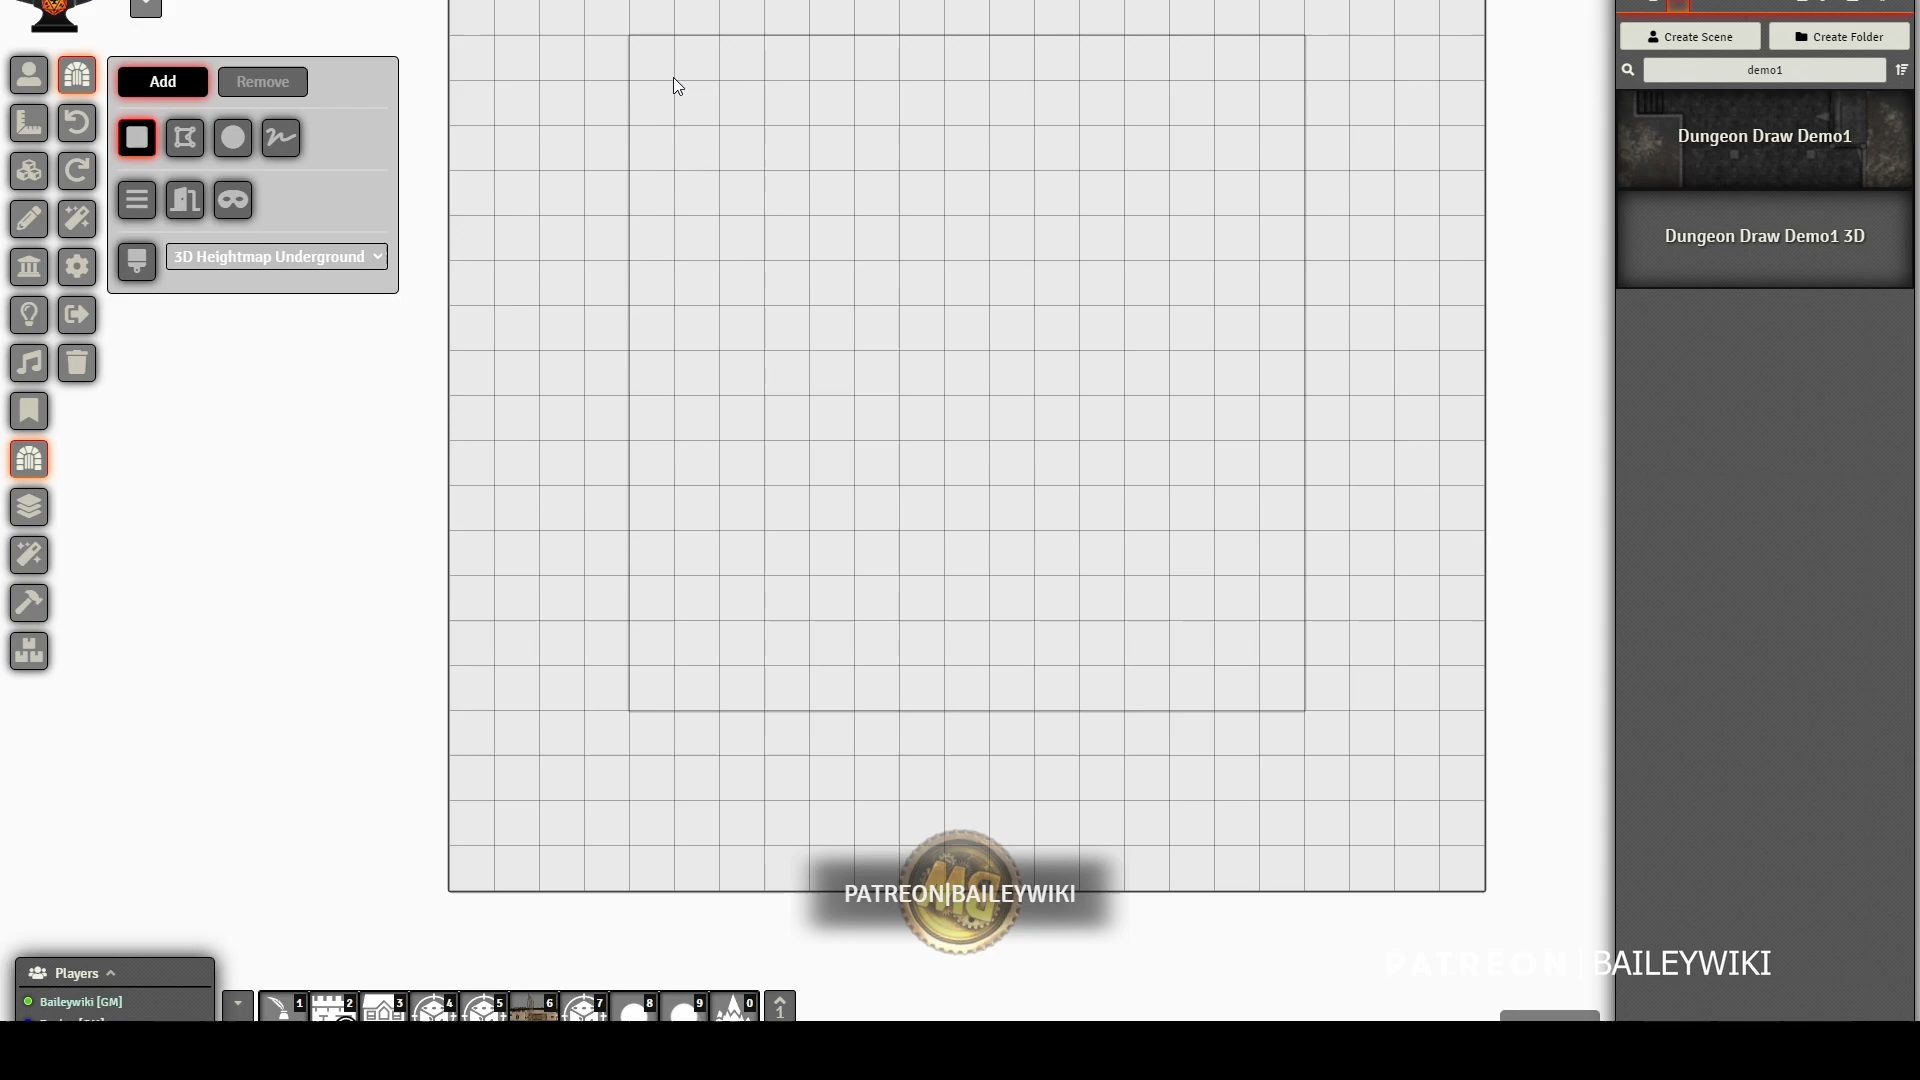 Add
Remove
3D Heightmap Underground
Create Scene
Create Folder
demo1
Dungeon Draw Demo1
Dungeon Draw Demo1 3D
PATREON|BAILEYWIKI
PATREON|BAILEYWIKI
Players
Baileywiki [GM]
1 2 3 4 5 6 7 8 9 0
1